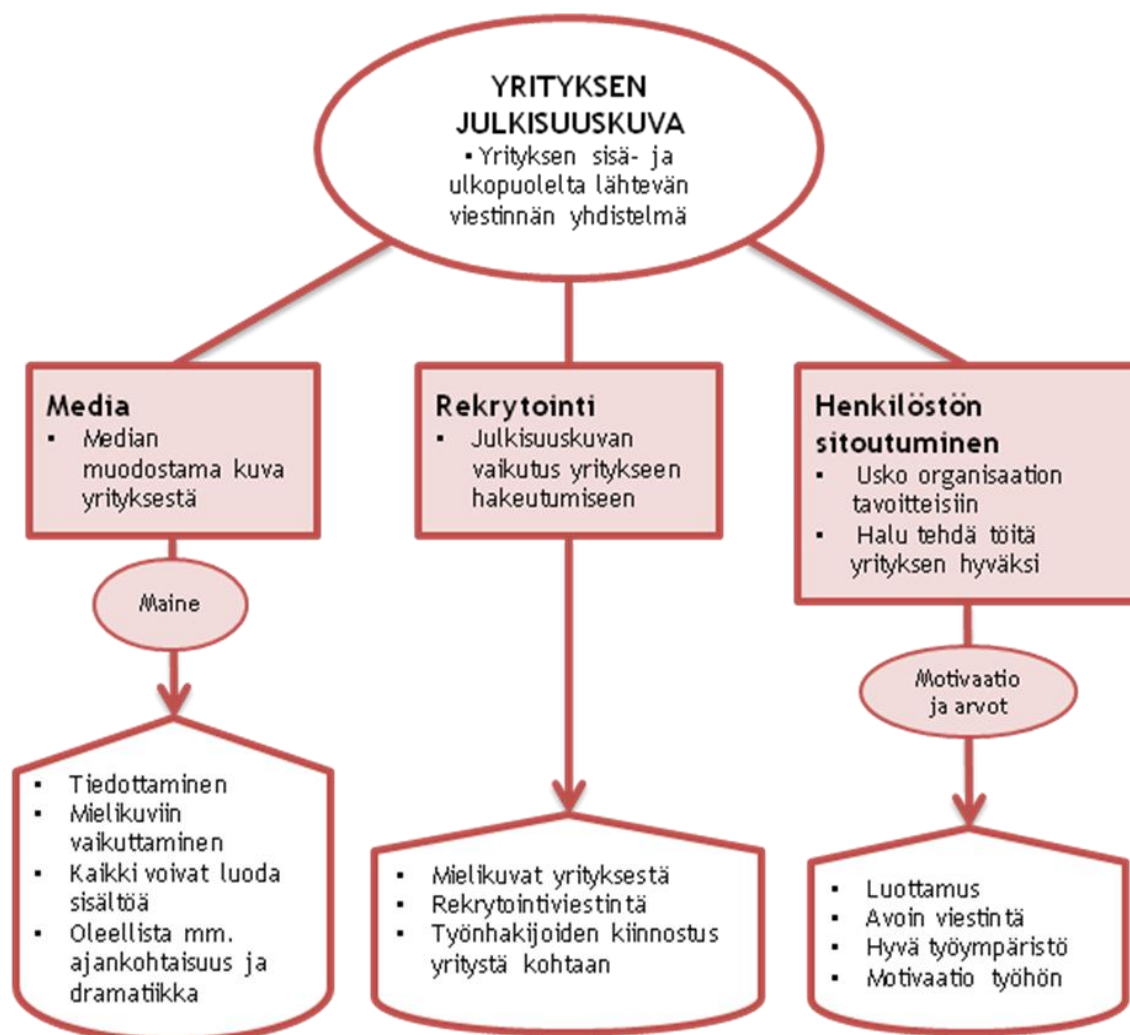 YRITYKSEN
JULKISUUSKUVA
▪ Yrityksen sisä- ja
ulkopuolelta lähtevän
viestinnän yhdistelmä
Media
▪ Median
muodostama kuva
yrityksestä
Maine
▪ Tiedottaminen
▪ Mielikuviin
vaikuttaminen
▪ Kaikki voivat luoda
sisältöä
▪ Oleellista mm.
ajankohtaisuus ja
dramatiikka
Rekrytointi
▪ Julkisuuskuvan
vaikutus yritykseen
hakeutumiseen
▪ Mielikuvat yrityksestä
▪ Rekrytointiviestintä
▪ Työnhakijoiden kiinnostus
yritystä kohtaan
Henkilöstön
sitoutuminen
▪ Usko organisaation
tavoitteisiin
▪ Halu tehdä töitä
yrityksen hyväksi
Motivaatio
ja arvot
▪ Luottamus
▪ Avoin viestintä
▪ Hyvä työympäristö
▪ Motivaatio työhön